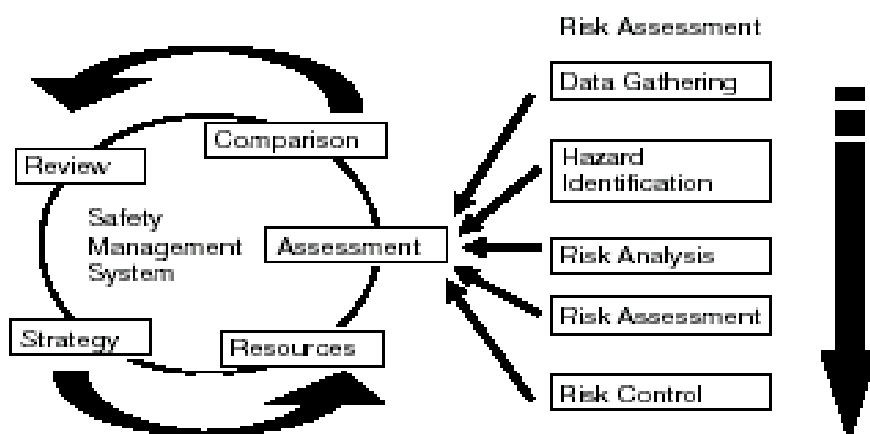 Risk Assessment
Data Gathering
Comparison
Review
Hazard
Identification
Safety
Management
System
Assessment
Risk Analysis
Risk Assessment
Strategy
Resources
Risk Control